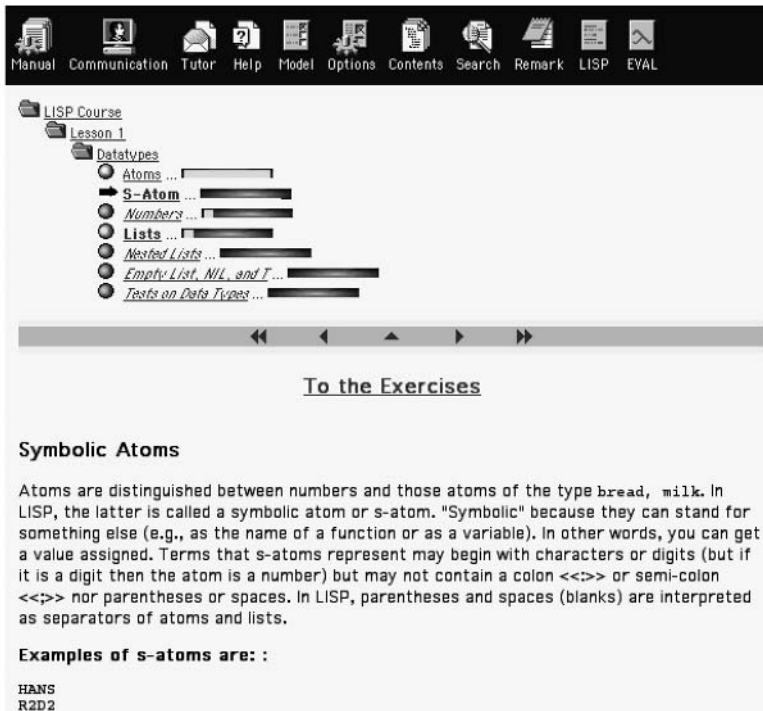 Manual Communication Tutor Help Model Options Contents Search Remark LISP EVAL
LISP Course
Lesson 1
Datatypes
Atoms ...
S-Atom ...
Numbers ...
Lists ...
Nested Lists ...
Empty List, NIL, and T ...
Tests on Data Types ...
To the Exercises
Symbolic Atoms
Atoms are distinguished between numbers and those atoms of the type bread, milk. In
LISP, the latter is called a symbolic atom or s-atom. "Symbolic" because they can stand for
something else (e.g., as the name of a function or as a variable). In other words, you can get
a value assigned. Terms that s-atoms represent may begin with characters or digits (but if
it is a digit then the atom is a number) but may not contain a colon <<:>> or semi-colon
<<;>> nor parentheses or spaces. In LISP, parentheses and spaces (blanks) are interpreted
as separators of atoms and lists.
Examples of s-atoms are: :
HANS
R2D2